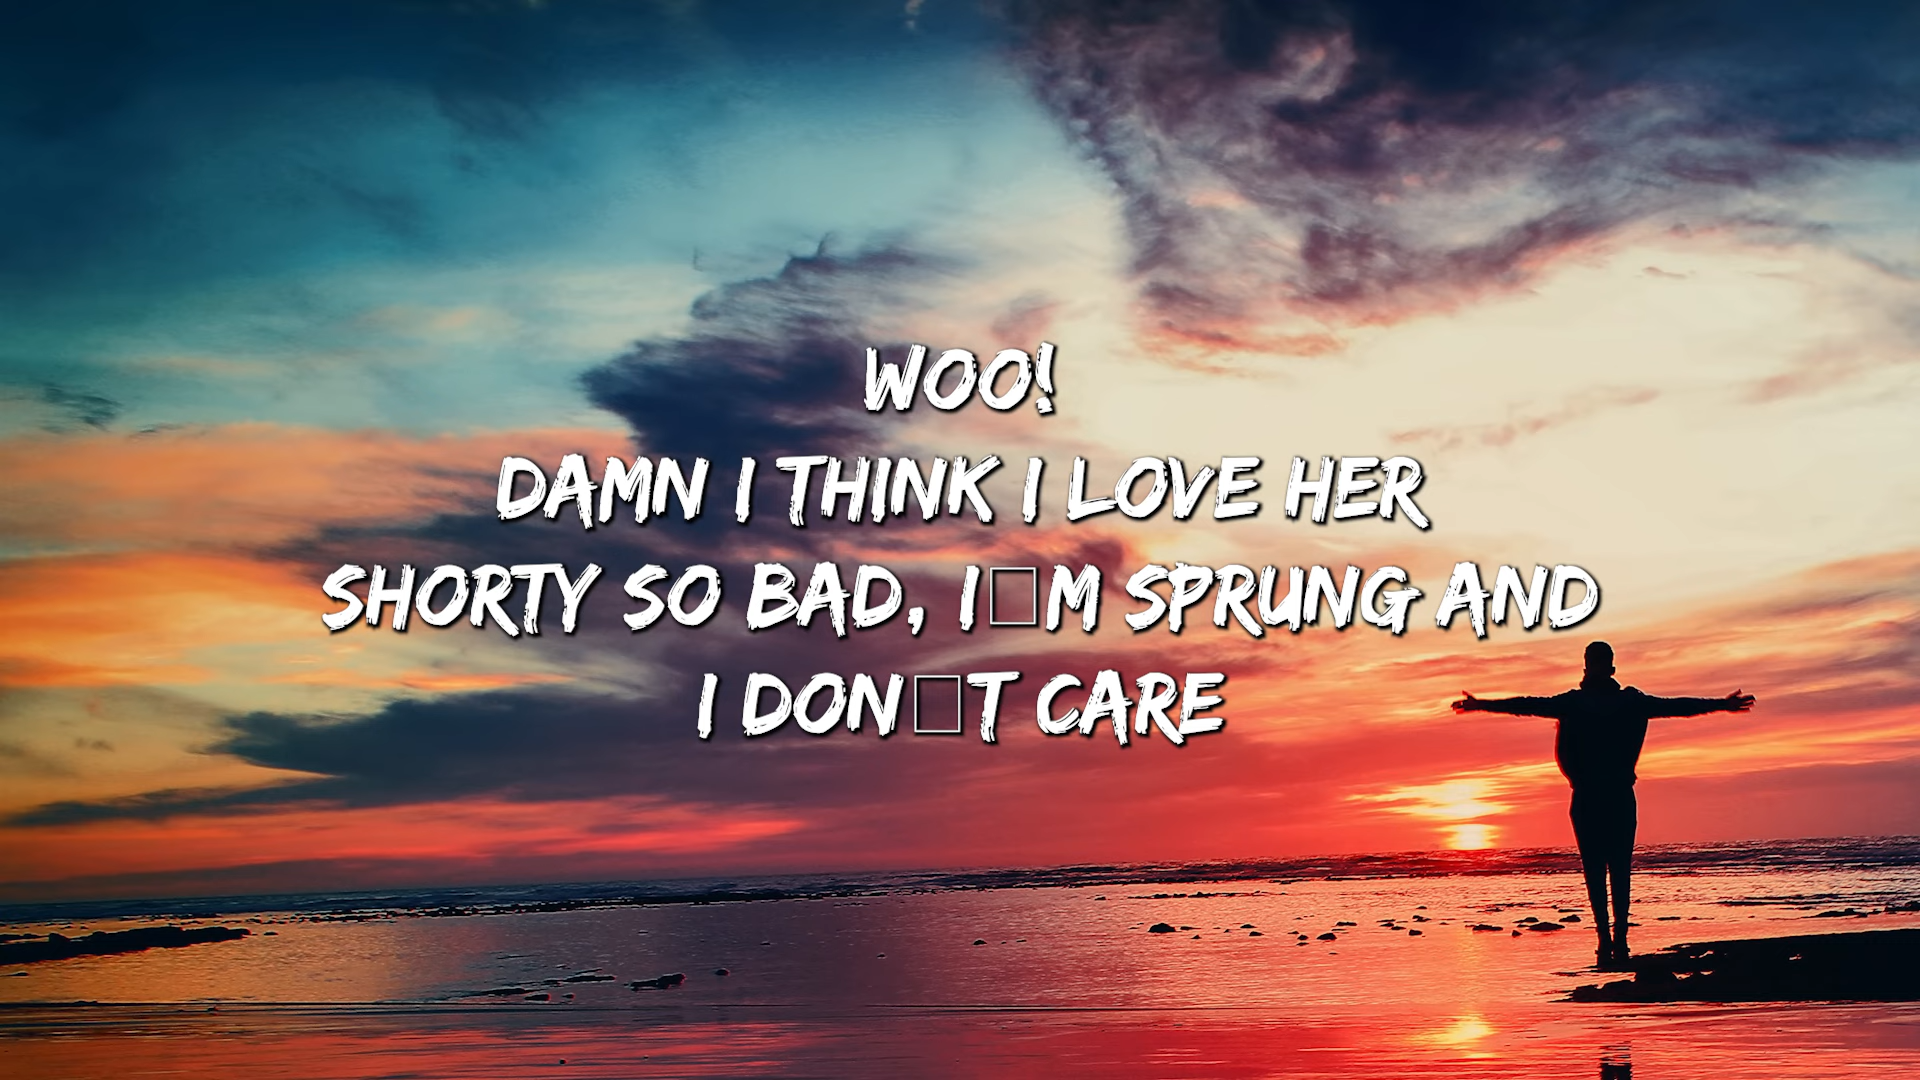 WOO!
DAMN I THINK I LOVE HER
SHORTY SO BAD, I□M SPRUNG AND
I DON□T CARE